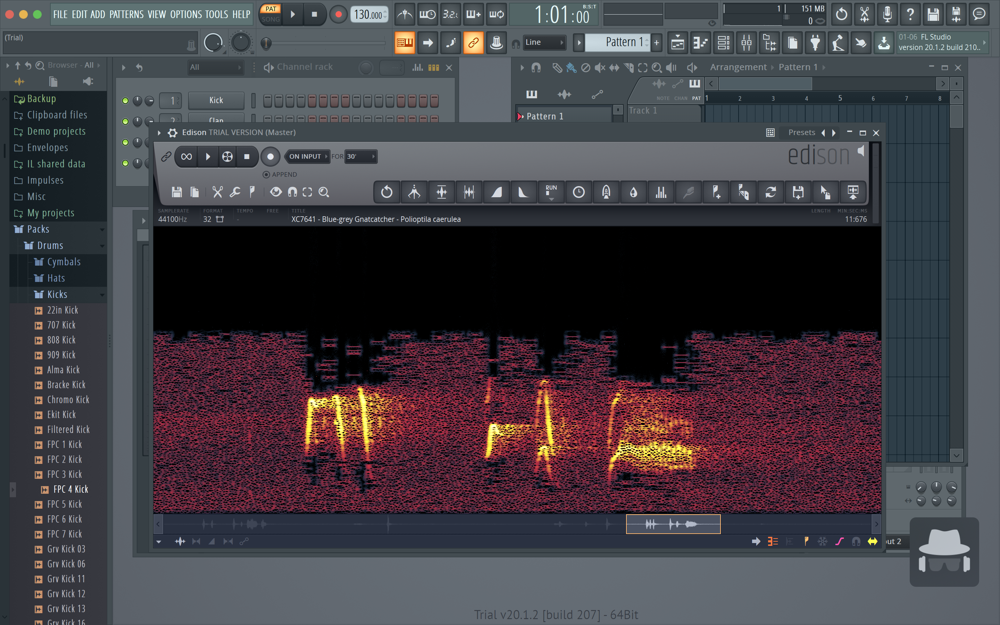 FILE EDIT ADD PATTERNS VIEW OPTIONS TOOLS HELP
PAT
SONG
130.000
3.2.1
1:01:00
B:S:T
1
151 MB
0
(Trial)
Line
Pattern 1
01-06 FL Studio
version 20.1.2 build 210..
Browser - All
All
Channel rack
Arrangement
Pattern 1
NOTE CHAN PAT
1 2 3 4 5 6 7 8
1
Kick
2
Clap
Pattern 1
Track 1
Backup
Clipboard files
Demo projects
Envelopes
IL shared data
Impulses
Misc
My projects
Packs
Drums
Cymbals
Hats
Kicks
22in Kick
707 Kick
808 Kick
909 Kick
Alma Kick
Bracke Kick
Chromo Kick
Ekit Kick
Filtered Kick
FPC 1 Kick
FPC 2 Kick
FPC 3 Kick
FPC 4 Kick
FPC 5 Kick
FPC 6 Kick
FPC 7 Kick
Grv Kick 03
Grv Kick 06
Grv Kick 11
Grv Kick 12
Grv Kick 13
Grv Kick 16
Edison TRIAL VERSION (Master)
Presets
ON INPUT
FOR
30'
edison
APPEND
RUN
SAMPLERATE FORMAT TEMPO FREE TITLE LENGTH MIN:SEC:MS
44100Hz 32 - XC7641 - Blue-grey Gnatcatcher - Polioptila caerulea 11:676
out 2
Trial v20.1.2 [build 207] - 64Bit